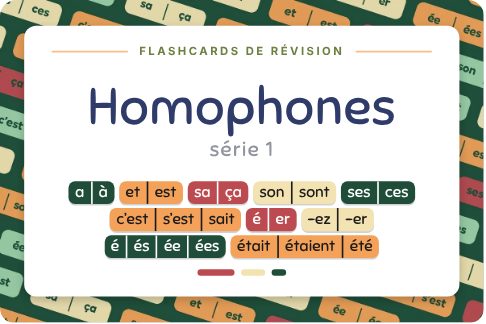 FLASHCARDS DE RÉVISION
Homophones
série 1
a | à et | est sa | ça son | sont ses | ces
c'est | s'est | sait é | er -ez | -er
é | és | ée | ées était | étaient | été